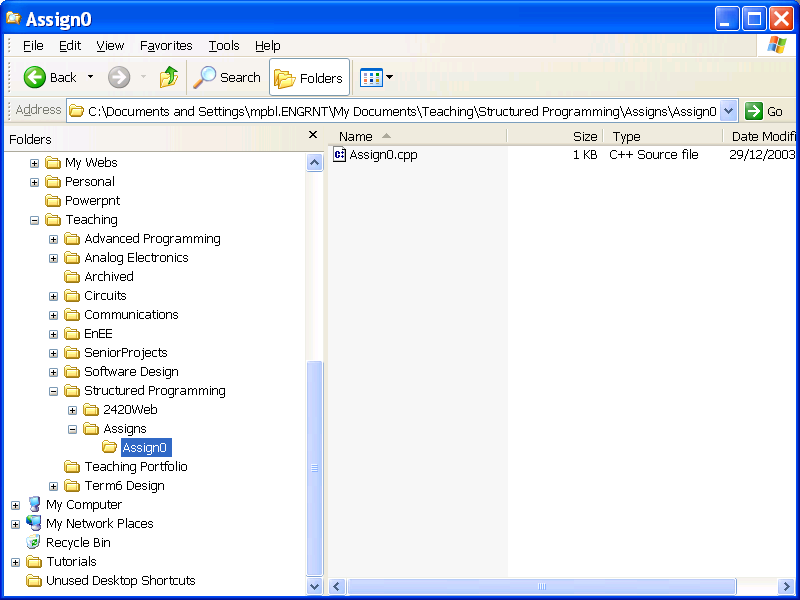 Assign0
File Edit View Favorites Tools Help
Back Search Folders
Address C:\Documents and Settings\mpbl.ENGRNT\My Documents\Teaching\Structured Programming\Assigns\Assign0 Go
Folders
Name Size Type Date Modifi
Assign0.cpp 1 KB C++ Source file 29/12/2003
My Webs
Personal
Powerpnt
Teaching
Advanced Programming
Analog Electronics
Archived
Circuits
Communications
EnEE
SeniorProjects
Software Design
Structured Programming
2420Web
Assigns
Assign0
Teaching Portfolio
Term6 Design
My Computer
My Network Places
Recycle Bin
Tutorials
Unused Desktop Shortcuts